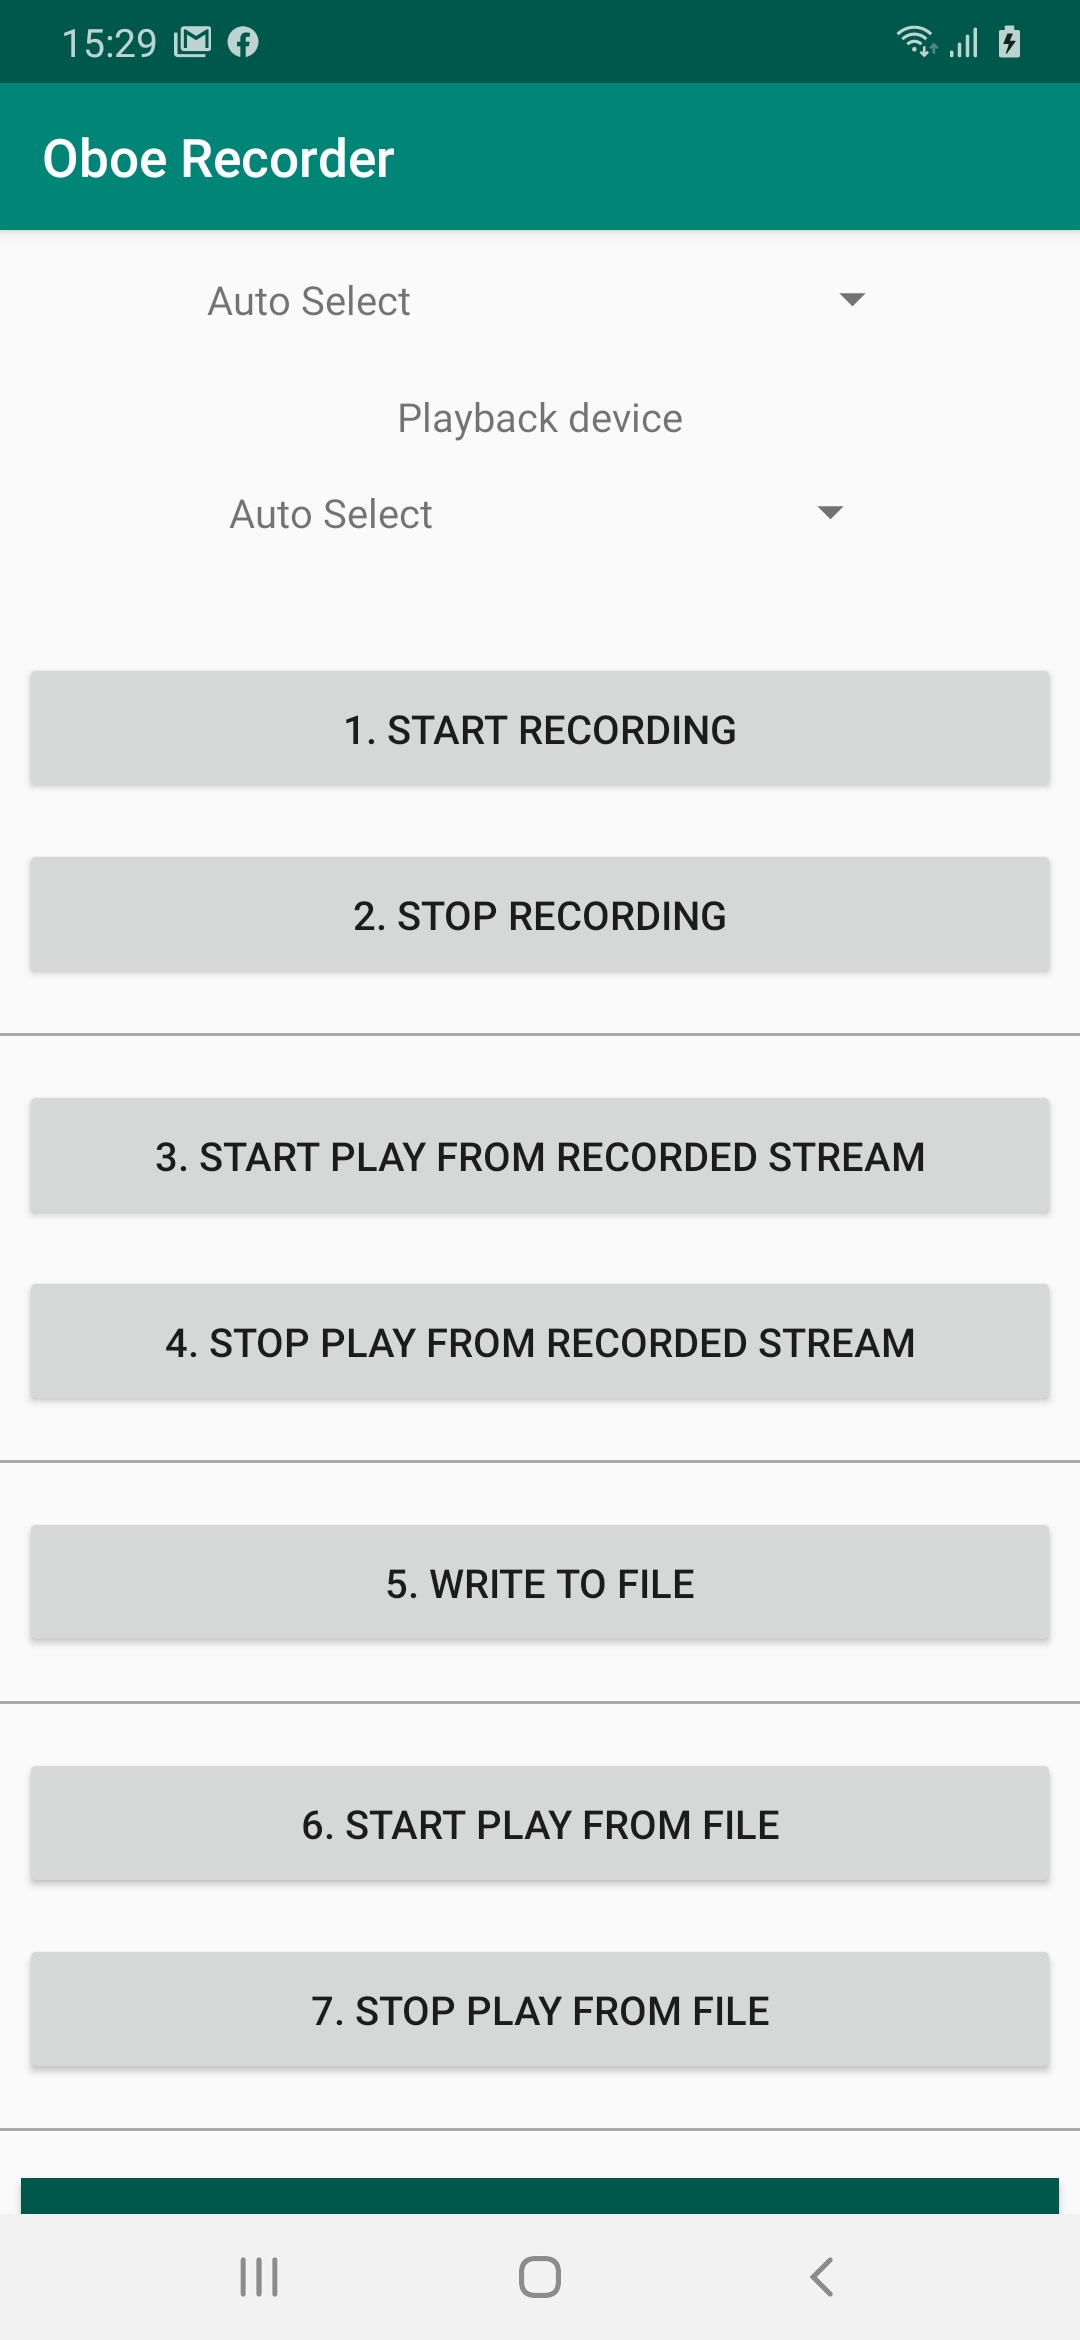 15:29
Oboe Recorder
Auto Select
Playback device
Auto Select
1. START RECORDING
2. STOP RECORDING
3. START PLAY FROM RECORDED STREAM
4. STOP PLAY FROM RECORDED STREAM
5. WRITE TO FILE
6. START PLAY FROM FILE
7. STOP PLAY FROM FILE